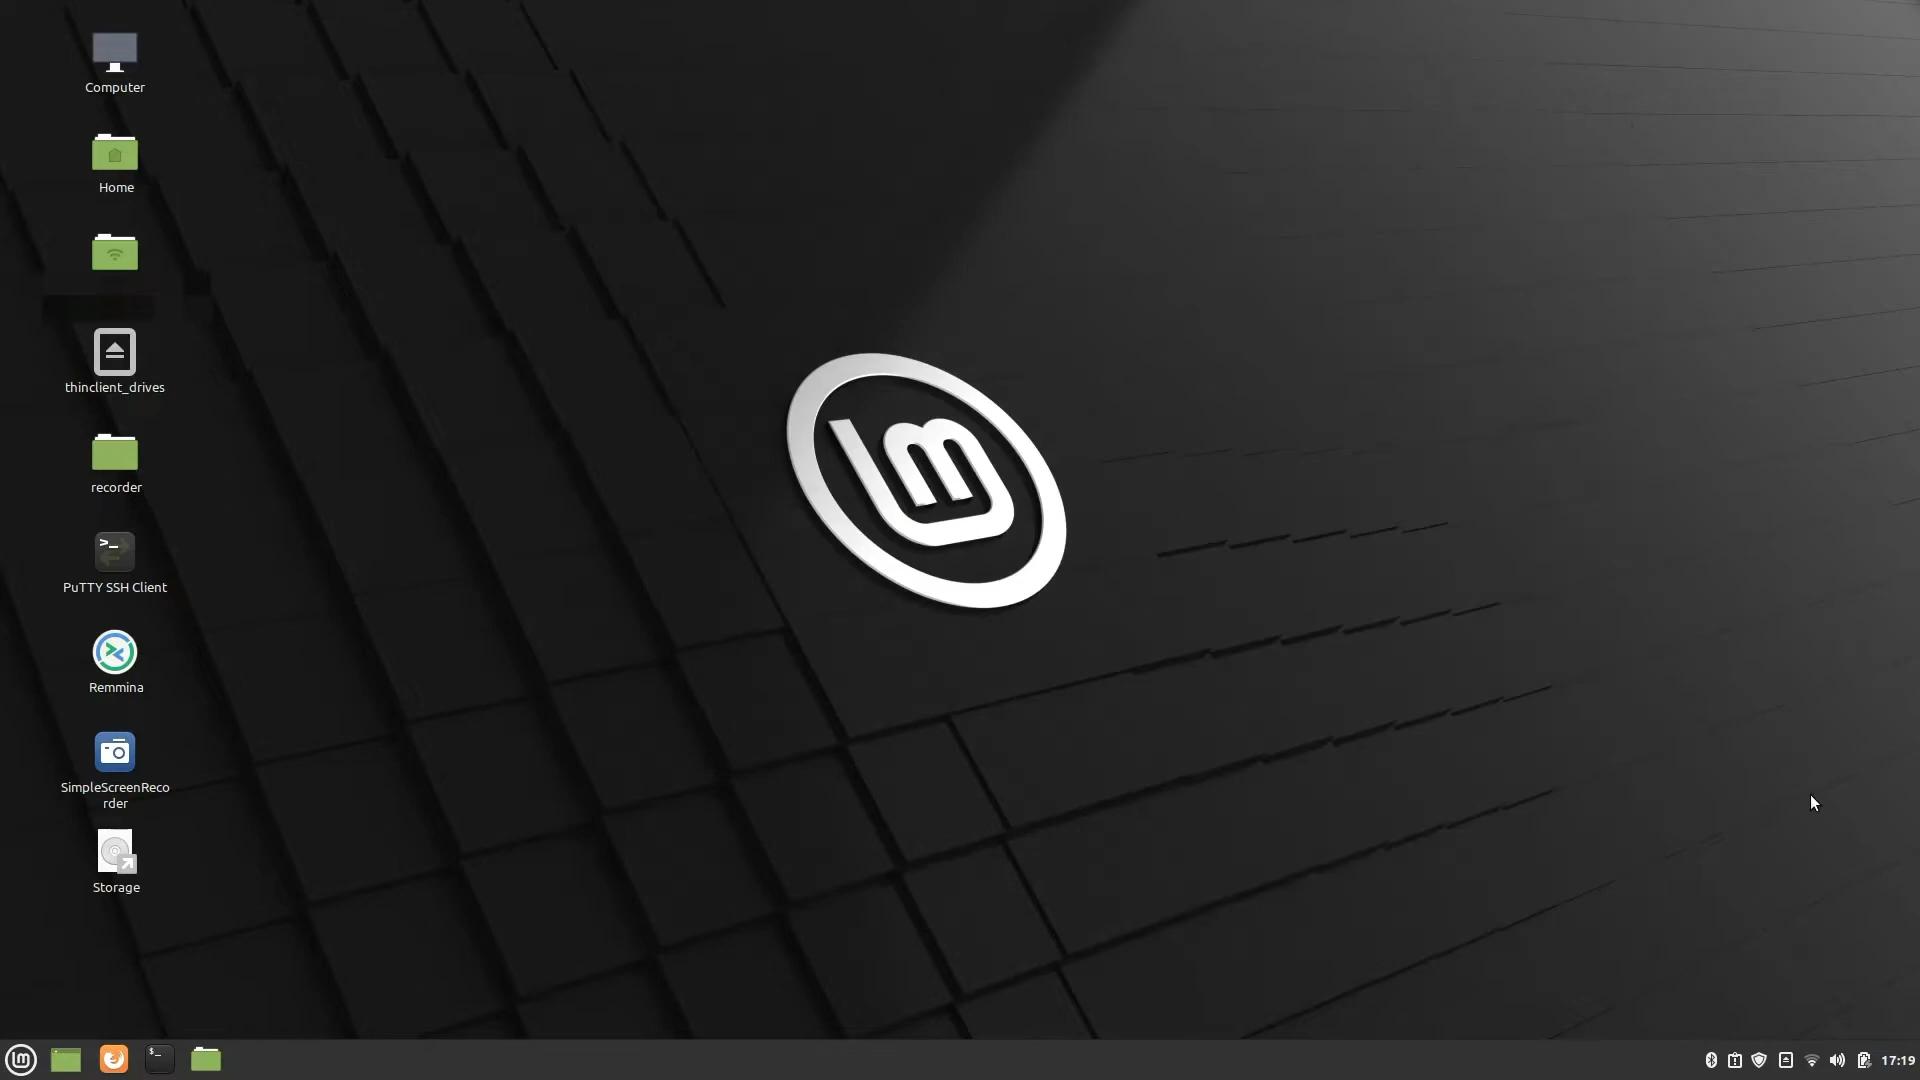 Computer
Home
thinclient_drives
recorder
PuTTY SSH Client
Remmina
SimpleScreenReco
rder
Storage
17:19